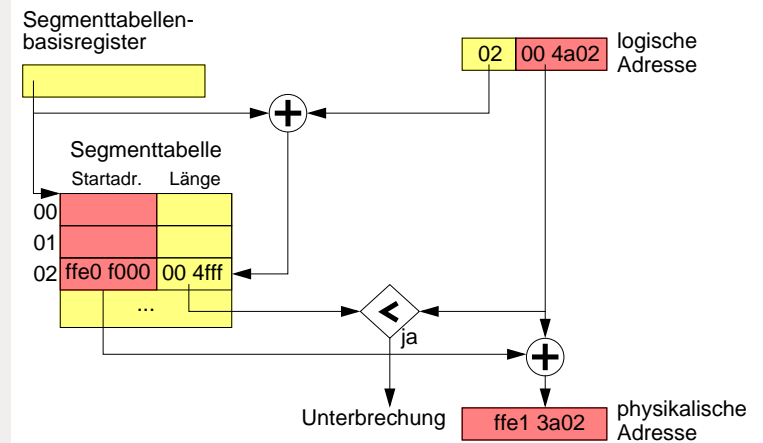 Segmenttabellen-
basisregister
logische
Adresse
02 00 4a02
+
Segmenttabelle
Startadr. Länge
00
01
02 ffe0 f000 00 4fff
...
<
ja
+
Unterbrechung
ffe1 3a02
physikalische
Adresse